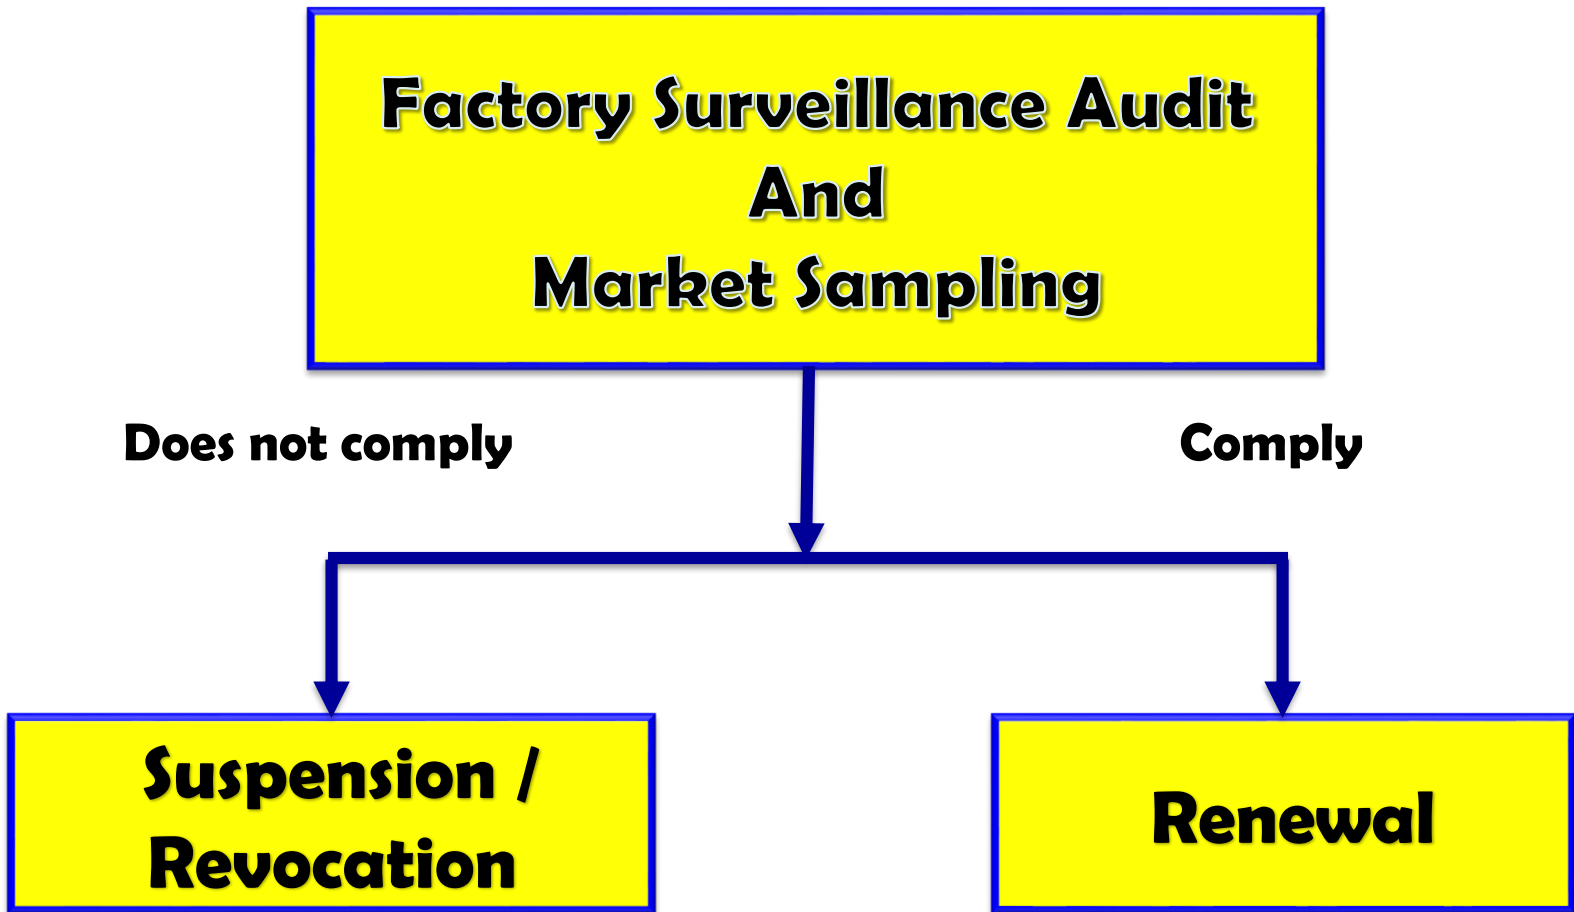 Factory Surveillance Audit
And
Market Sampling
Does not comply
Comply
Suspension /
Revocation
Renewal